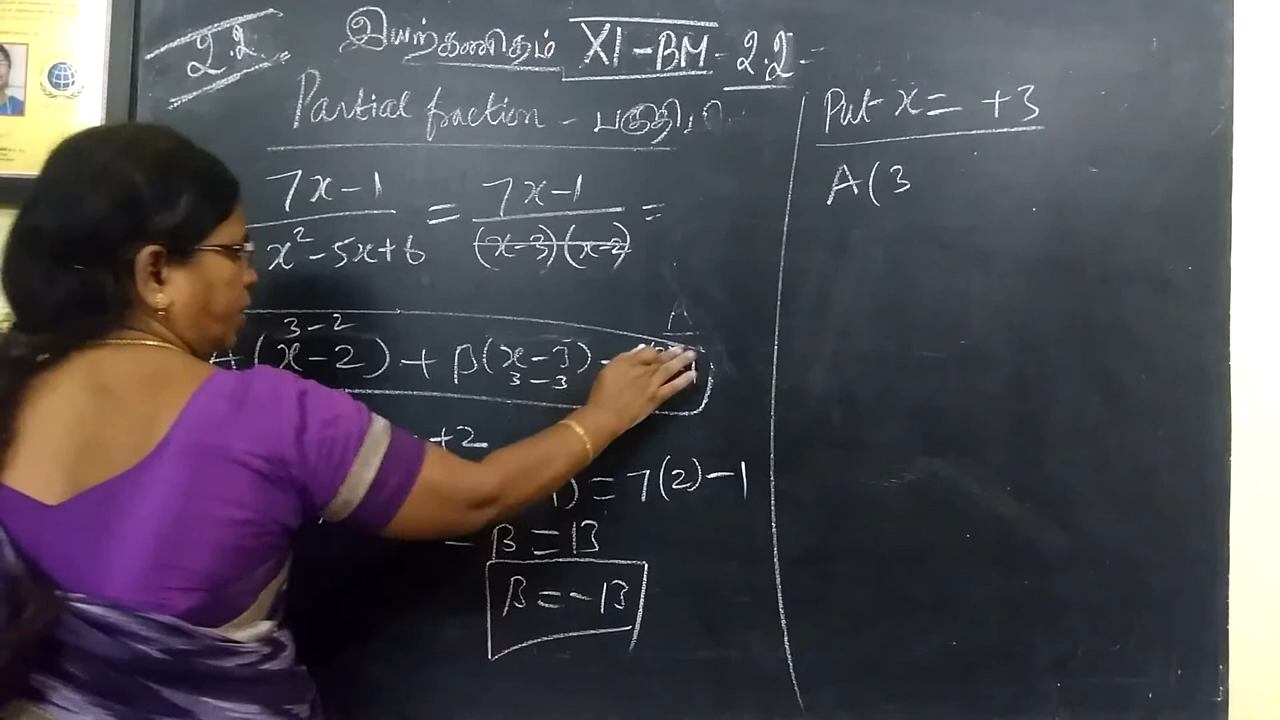 2.2
இயற்கணிதம் XI-BM - 2.2 -
Partial fraction - பகுதி
7x-1 / x²-5x+6 = 7x-1 / (x-3)(x-2) =
A
3-2
(x-2) + B(x-3)
3-3
+2
1) = 7(2)-1
- B = 13
B = -13
Put x = +3
A(3